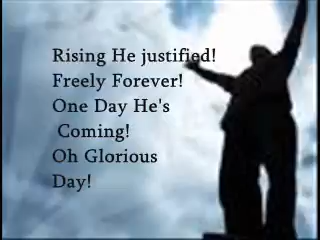 Rising He justified!
Freely Forever!
One Day He's
Coming!
Oh Glorious
Day!